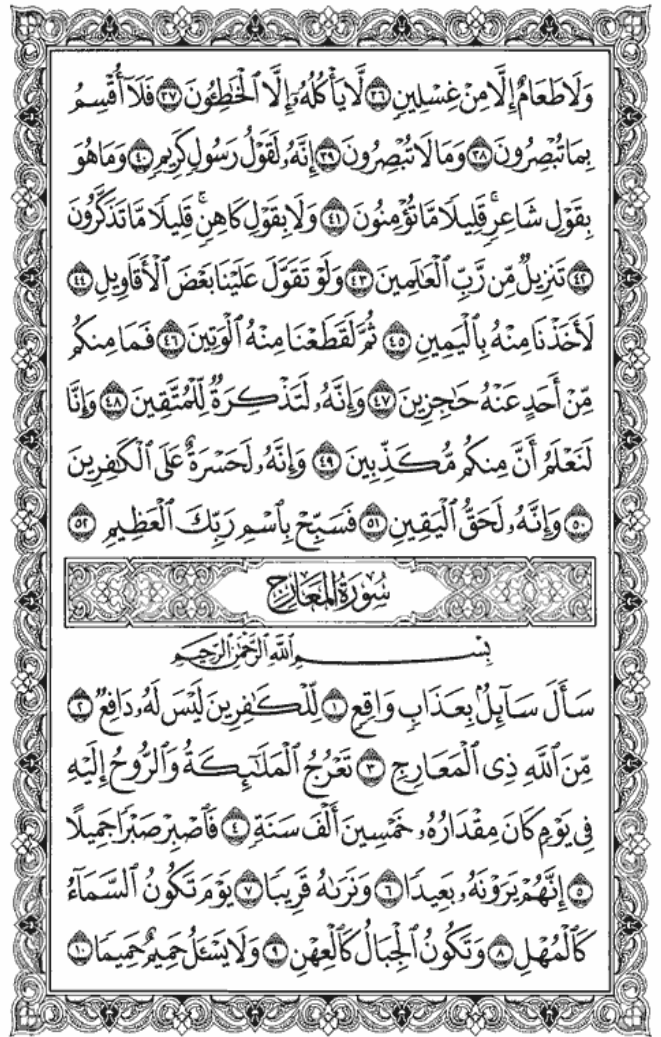 وَلَا طَعَامٌ إِلَّا مِنْ غِسْلِينٍ ٣٦ لَّا يَأْكُلُهُۥٓ إِلَّا ٱلْخَٰطِـُٔونَ ٣٧ فَلَآ أُقْسِمُ
بِمَا تُبْصِرُونَ ٣٨ وَمَا لَا تُبْصِرُونَ ٣٩ إِنَّهُۥ لَقَوْلُ رَسُولٍ كَرِيمٍ ٤٠ وَمَا هُوَ
بِقَوْلِ شَاعِرٍ ۚ قَلِيلًا مَّا تُؤْمِنُونَ ٤١ وَلَا بِقَوْلِ كَاهِنٍ ۚ قَلِيلًا مَّا تَذَكَّرُونَ
٤٢ تَنزِيلٌ مِّن رَّبِّ ٱلْعَٰلَمِينَ ٤٣ وَلَوْ تَقَوَّلَ عَلَيْنَا بَعْضَ ٱلْأَقَاوِيلِ ٤٤
لَأَخَذْنَا مِنْهُ بِٱلْيَمِينِ ٤٥ ثُمَّ لَقَطَعْنَا مِنْهُ ٱلْوَتِينَ ٤٦ فَمَا مِنكُم
مِّنْ أَحَدٍ عَنْهُ حَٰجِزِينَ ٤٧ وَإِنَّهُۥ لَتَذْكِرَةٌ لِّلْمُتَّقِينَ ٤٨ وَإِنَّا
لَنَعْلَمُ أَنَّ مِنكُم مُّكَذِّبِينَ ٤٩ وَإِنَّهُۥ لَحَسْرَةٌ عَلَى ٱلْكَٰفِرِينَ
٥٠ وَإِنَّهُۥ لَحَقُّ ٱلْيَقِينِ ٥١ فَسَبِّحْ بِٱسْمِ رَبِّكَ ٱلْعَظِيمِ ٥٢
سُورَةُ المَعَارِجِ
بِسْمِ ٱللَّهِ ٱلرَّحْمَٰنِ ٱلرَّحِيمِ
سَأَلَ سَآئِلٌۢ بِعَذَابٍ وَاقِعٍ ١ لِّلْكَٰفِرِينَ لَيْسَ لَهُۥ دَافِعٌ ٢
مِّنَ ٱللَّهِ ذِى ٱلْمَعَارِجِ ٣ تَعْرُجُ ٱلْمَلَٰٓئِكَةُ وَٱلرُّوحُ إِلَيْهِ
فِى يَوْمٍ كَانَ مِقْدَارُهُۥ خَمْسِينَ أَلْفَ سَنَةٍ ٤ فَٱصْبِرْ صَبْرًا جَمِيلًا
٥ إِنَّهُمْ يَرَوْنَهُۥ بَعِيدًا ٦ وَنَرَىٰهُ قَرِيبًا ٧ يَوْمَ تَكُونُ ٱلسَّمَآءُ
كَٱلْمُهْلِ ٨ وَتَكُونُ ٱلْجِبَالُ كَٱلْعِهْنِ ٩ وَلَا يَسْـَٔلُ حَمِيمٌ حَمِيمًا ١٠